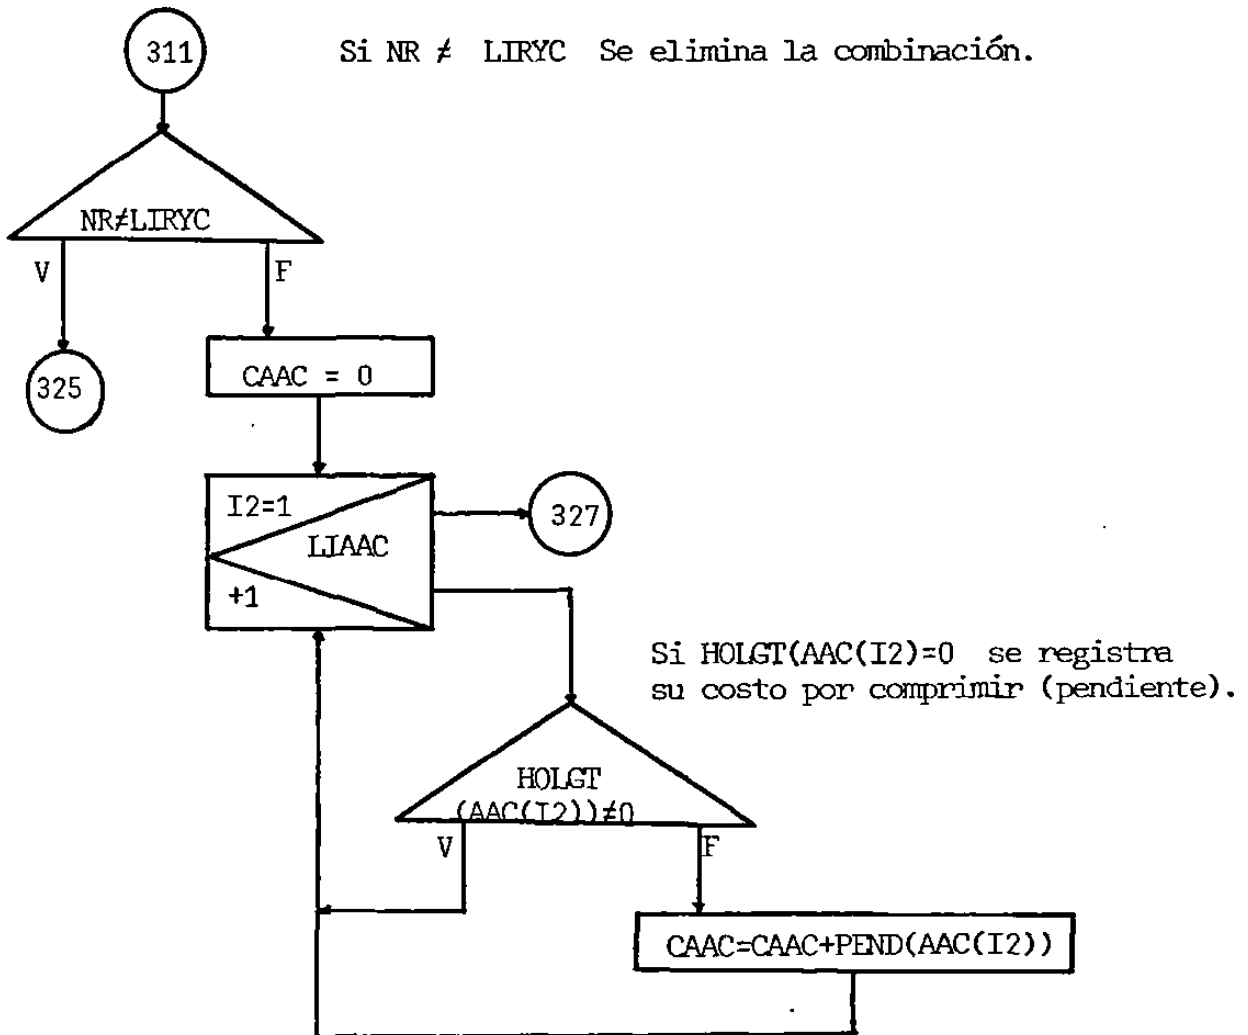 311
Si NR ≠ LIRYC Se elimina la combinación.
NR≠LIRYC
V
F
325
CAAC = 0
I2=1
LIAAC
+1
327
Si HOLGT(AAC(I2)=0 se registra
su costo por comprimir (pendiente).
HOLGT
(AAC(I2))≠0
V
F
CAAC=CAAC+PEND(AAC(I2))